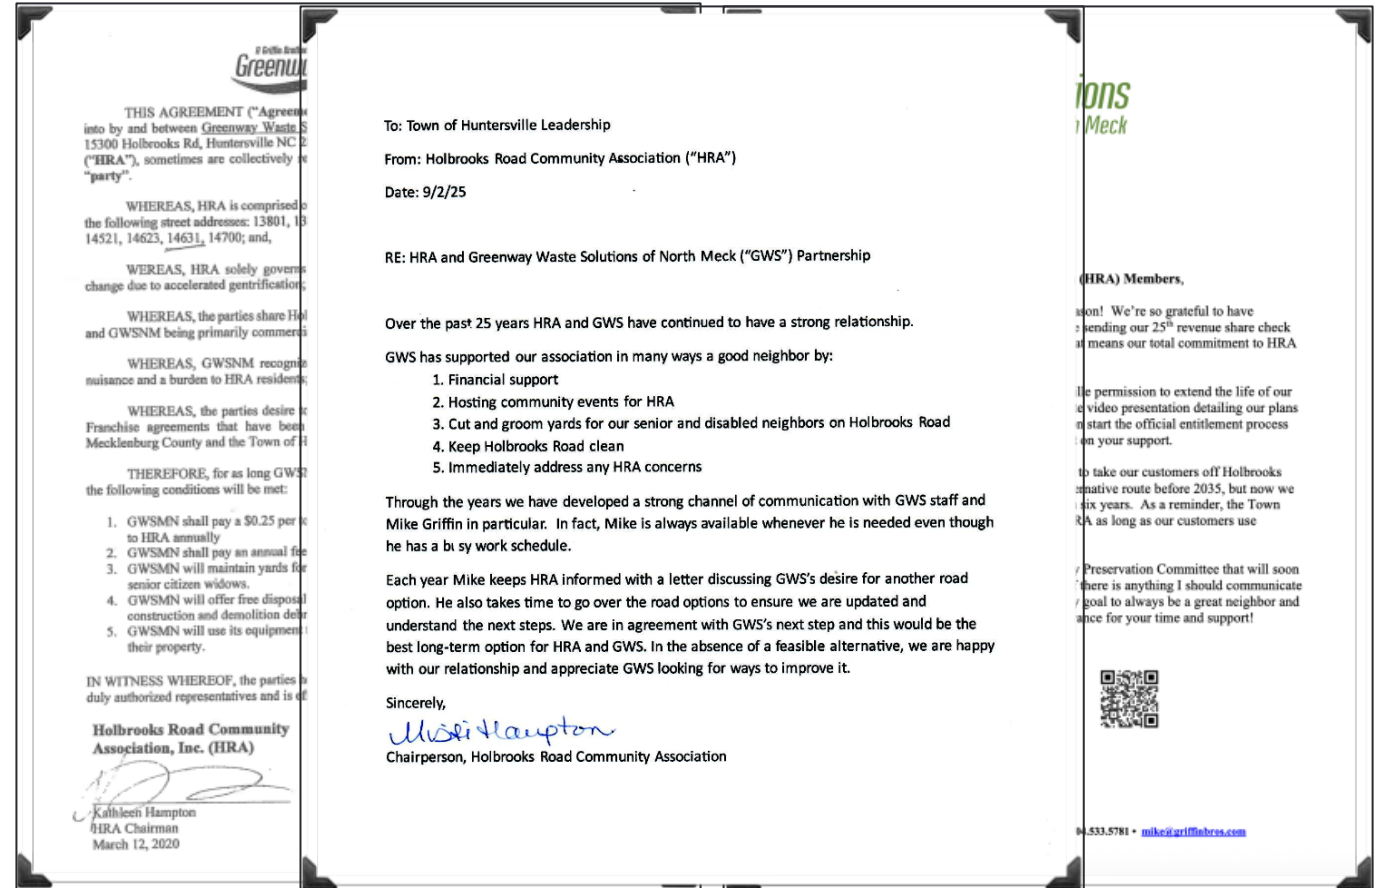 Greenw
THIS AGREEMENT ("Agreem
into by and between Greenway Waste S
15300 Holbrooks Rd, Huntersville NC 2
("HRA"), sometimes are collectively
"party".
WHEREAS, HRA is comprised
the following street addresses: 13801, 13
14521, 14623, 14631, 14700; and,
WEREAS, HRA solely govern
change due to accelerated gentrification;
WHEREAS, the parties share Hol
and GWSNM being primarily commerci
WHEREAS, GWSNM recogniz
nuisance and a burden to HRA residents;
WHEREAS, the parties desire
Franchise agreements that have been
Mecklenburg County and the Town of H
THEREFORE, for as long GWS
the following conditions will be met:
1. GWSMN shall pay a $0.25 per
to HRA annually
2. GWSMN shall pay an annual fee
3. GWSMN will maintain yards for
senior citizen widows.
4. GWSMN will offer free disposal
construction and demolition deb
5. GWSMN will use its equipment
their property.
IN WITNESS WHEREOF, the parties
duly authorized representatives and is
Holbrooks Road Community
Association, Inc. (HRA)
Kathleen Hampton
HRA Chairman
March 12, 2020
To: Town of Huntersville Leadership
From: Holbrooks Road Community Association ("HRA")
Date: 9/2/25
RE: HRA and Greenway Waste Solutions of North Meck ("GWS") Partnership
Over the past 25 years HRA and GWS have continued to have a strong relationship.
GWS has supported our association in many ways a good neighbor by:
1. Financial support
2. Hosting community events for HRA
3. Cut and groom yards for our senior and disabled neighbors on Holbrooks Road
4. Keep Holbrooks Road clean
5. Immediately address any HRA concerns
Through the years we have developed a strong channel of communication with GWS staff and
Mike Griffin in particular. In fact, Mike is always available whenever he is needed even though
he has a busy work schedule.
Each year Mike keeps HRA informed with a letter discussing GWS's desire for another road
option. He also takes time to go over the road options to ensure we are updated and
understand the next steps. We are in agreement with GWS's next step and this would be the
best long-term option for HRA and GWS. In the absence of a feasible alternative, we are happy
with our relationship and appreciate GWS looking for ways to improve it.
Sincerely,
Misti Hampton
Chairperson, Holbrooks Road Community Association
ions
Meck
(HRA) Members,
son! We're so grateful to have
sending our 25th revenue share check
t means our total commitment to HRA
lle permission to extend the life of our
video presentation detailing our plans
start the official entitlement process
on your support.
to take our customers off Holbrooks
native route before 2035, but now we
six years. As a reminder, the Town
RA as long as our customers use
Preservation Committee that will soon
there is anything I should communicate
goal to always be a great neighbor and
ance for your time and support!
04.533.5781 • mike@griffinbros.com